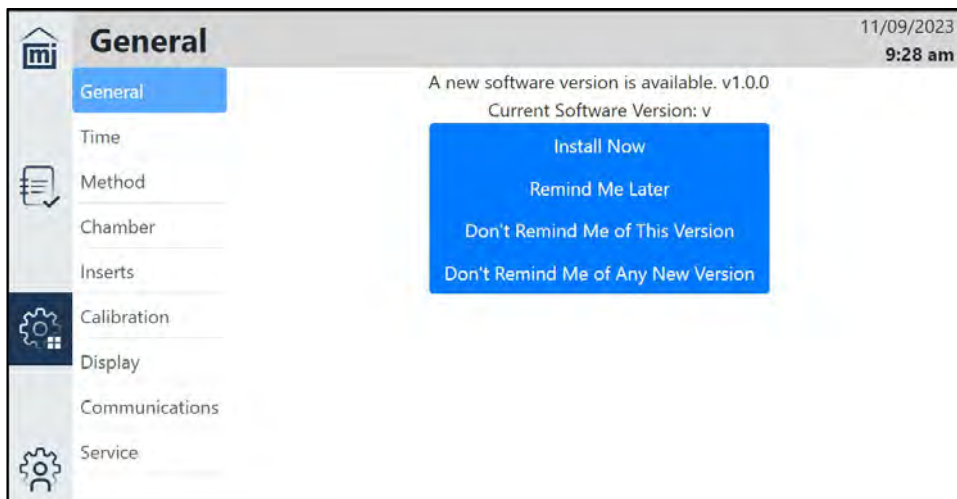 mi
General
11/09/2023
9:28 am
General
Time
Method
Chamber
Inserts
Calibration
Display
Communications
Service
A new software version is available. v1.0.0
Current Software Version: v
Install Now
Remind Me Later
Don't Remind Me of This Version
Don't Remind Me of Any New Version